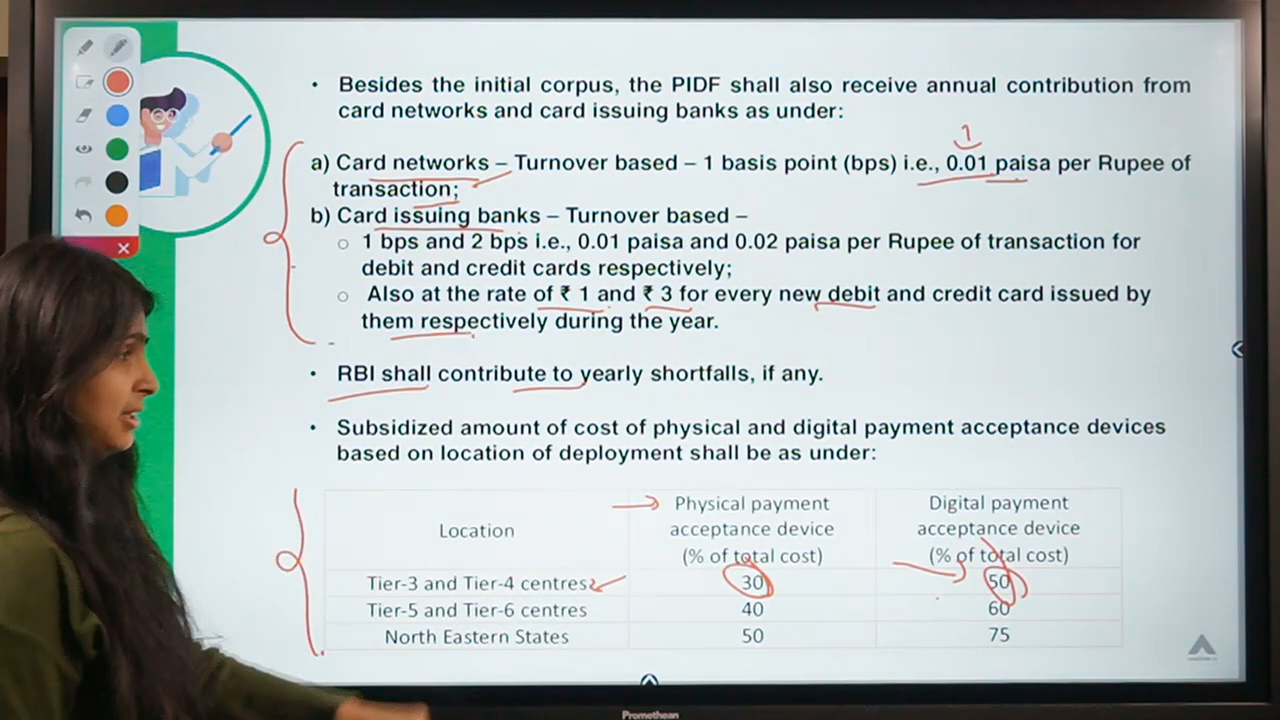 • Besides the initial corpus, the PIDF shall also receive annual contribution from
card networks and card issuing banks as under:
1
a) Card networks – Turnover based – 1 basis point (bps) i.e., 0.01 paisa per Rupee of
transaction;
b) Card issuing banks – Turnover based –
○ 1 bps and 2 bps i.e., 0.01 paisa and 0.02 paisa per Rupee of transaction for
debit and credit cards respectively;
○ Also at the rate of ₹ 1 and ₹ 3 for every new debit and credit card issued by
them respectively during the year.
• RBI shall contribute to yearly shortfalls, if any.
• Subsidized amount of cost of physical and digital payment acceptance devices
based on location of deployment shall be as under:
Location
Physical payment
acceptance device
(% of total cost)
Digital payment
acceptance device
(% of total cost)
Tier-3 and Tier-4 centres 30 50
Tier-5 and Tier-6 centres 40 60
North Eastern States 50 75
Promethean